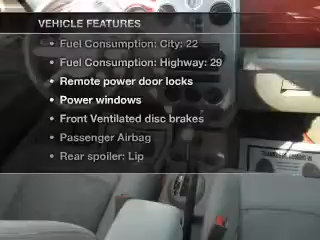 VEHICLE FEATURES
• Fuel Consumption: City: 22
• Fuel Consumption: Highway: 29
• Remote power door locks
• Power windows
• Front Ventilated disc brakes
• Passenger Airbag
• Rear spoiler: Lip